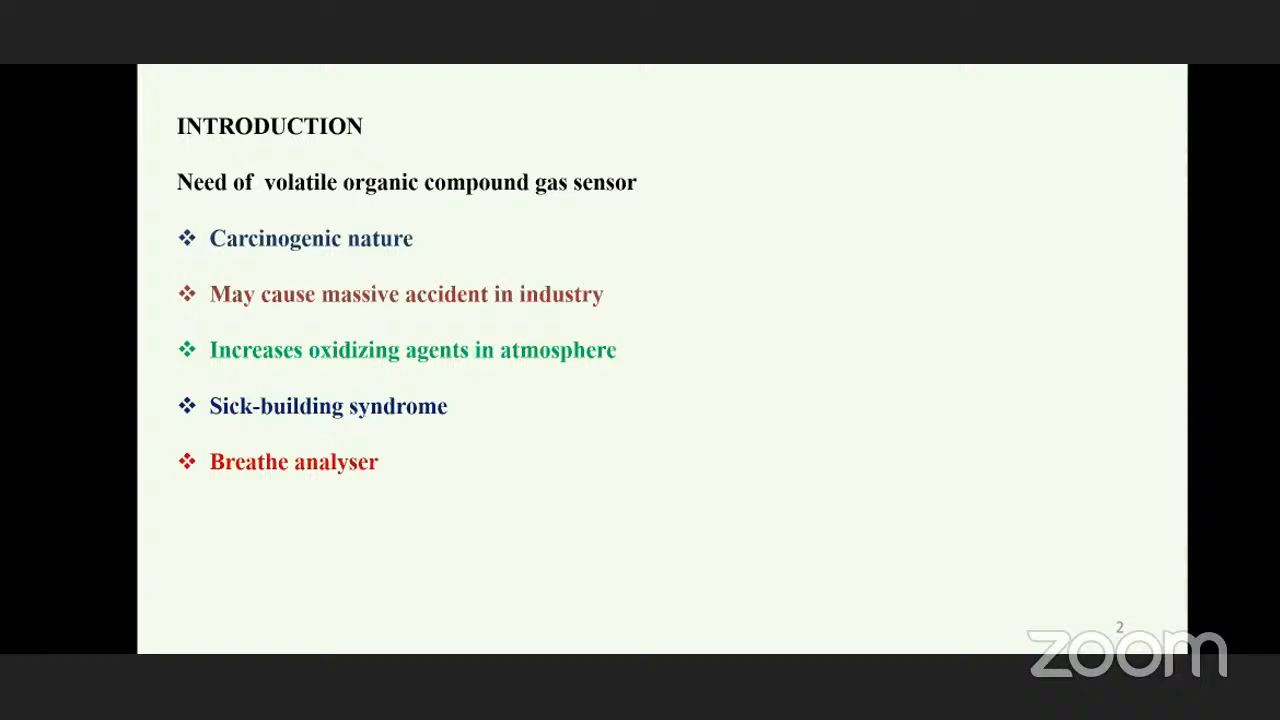 INTRODUCTION
Need of volatile organic compound gas sensor
❖ Carcinogenic nature
❖ May cause massive accident in industry
❖ Increases oxidizing agents in atmosphere
❖ Sick-building syndrome
❖ Breathe analyser
2
zoom